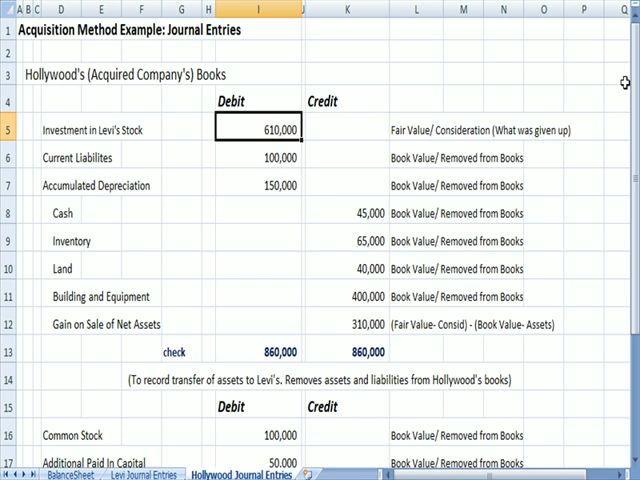 A B C D E F G H I J K L M N O P Q
1 Acquisition Method Example: Journal Entries
2
3 Hollywood's (Acquired Company's) Books
4 Debit Credit
5 Investment in Levi's Stock 610,000 Fair Value/ Consideration (What was given up)
6 Current Liabilites 100,000 Book Value/ Removed from Books
7 Accumulated Depreciation 150,000 Book Value/ Removed from Books
8 Cash 45,000 Book Value/ Removed from Books
9 Inventory 65,000 Book Value/ Removed from Books
10 Land 40,000 Book Value/ Removed from Books
11 Building and Equipment 400,000 Book Value/ Removed from Books
12 Gain on Sale of Net Assets 310,000 (Fair Value- Consid) - (Book Value- Assets)
13 check 860,000 860,000
14 (To record transfer of assets to Levi's. Removes assets and liabilities from Hollywood's books)
15 Debit Credit
16 Common Stock 100,000 Book Value/ Removed from Books
17 Additional Paid In Capital 50.000 Book Value/ Removed from Books
BalanceSheet Levi Journal Entries Hollywood Journal Entries